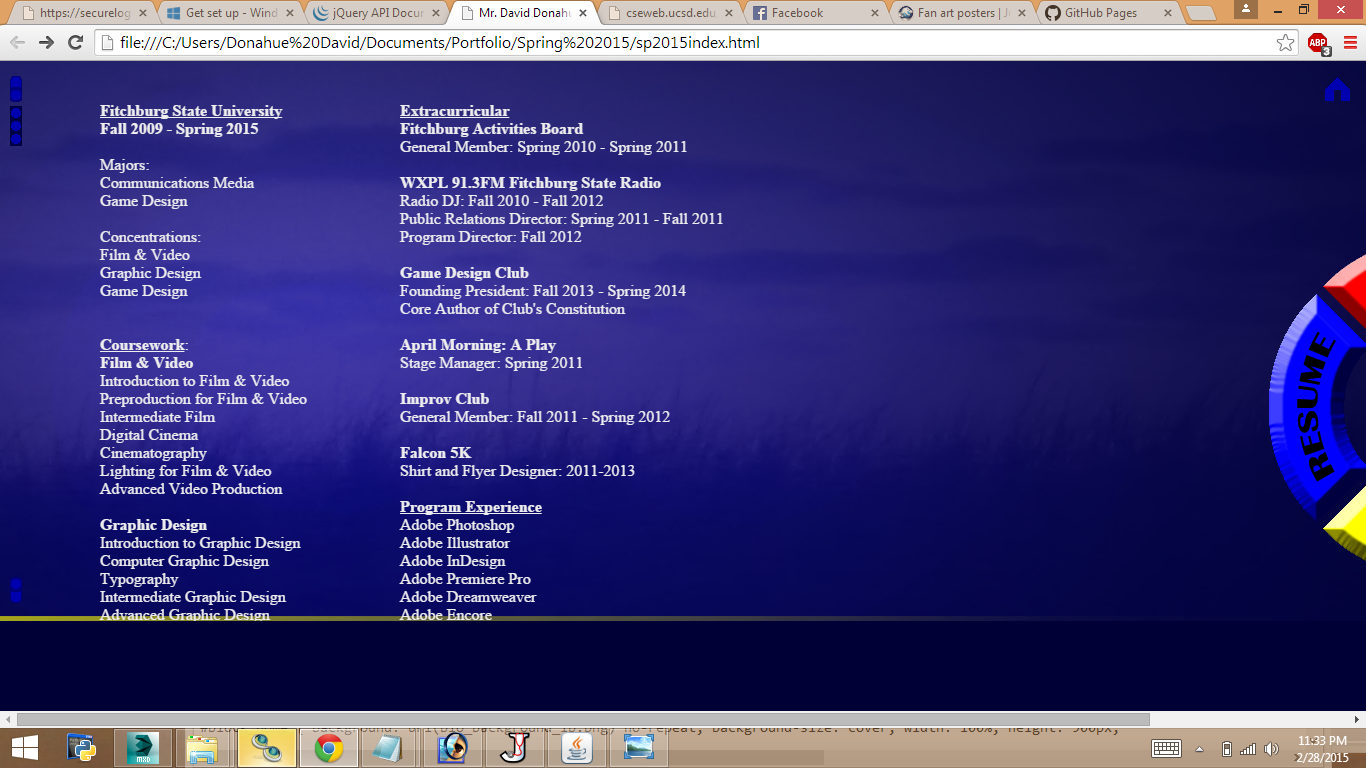 https://securelog
Get set up - Wind
jQuery API Docur
Mr. David Donahu
cseweb.ucsd.edu
Facebook
Fan art posters | Ju
GitHub Pages
file:///C:/Users/Donahue%20David/Documents/Portfolio/Spring%202015/sp2015index.html
ABP
3
Fitchburg State University
Fall 2009 - Spring 2015
Majors:
Communications Media
Game Design
Concentrations:
Film & Video
Graphic Design
Game Design
Coursework:
Film & Video
Introduction to Film & Video
Preproduction for Film & Video
Intermediate Film
Digital Cinema
Cinematography
Lighting for Film & Video
Advanced Video Production
Graphic Design
Introduction to Graphic Design
Computer Graphic Design
Typography
Intermediate Graphic Design
Advanced Graphic Design
Extracurricular
Fitchburg Activities Board
General Member: Spring 2010 - Spring 2011
WXPL 91.3FM Fitchburg State Radio
Radio DJ: Fall 2010 - Fall 2012
Public Relations Director: Spring 2011 - Fall 2011
Program Director: Fall 2012
Game Design Club
Founding President: Fall 2013 - Spring 2014
Core Author of Club's Constitution
April Morning: A Play
Stage Manager: Spring 2011
Improv Club
General Member: Fall 2011 - Spring 2012
Falcon 5K
Shirt and Flyer Designer: 2011-2013
Program Experience
Adobe Photoshop
Adobe Illustrator
Adobe InDesign
Adobe Premiere Pro
Adobe Dreamweaver
Adobe Encore
RESUME
no-repeat; background-size: cover; width: 100%; height: 900px;
MXD
J
11:33 PM
2/28/2015